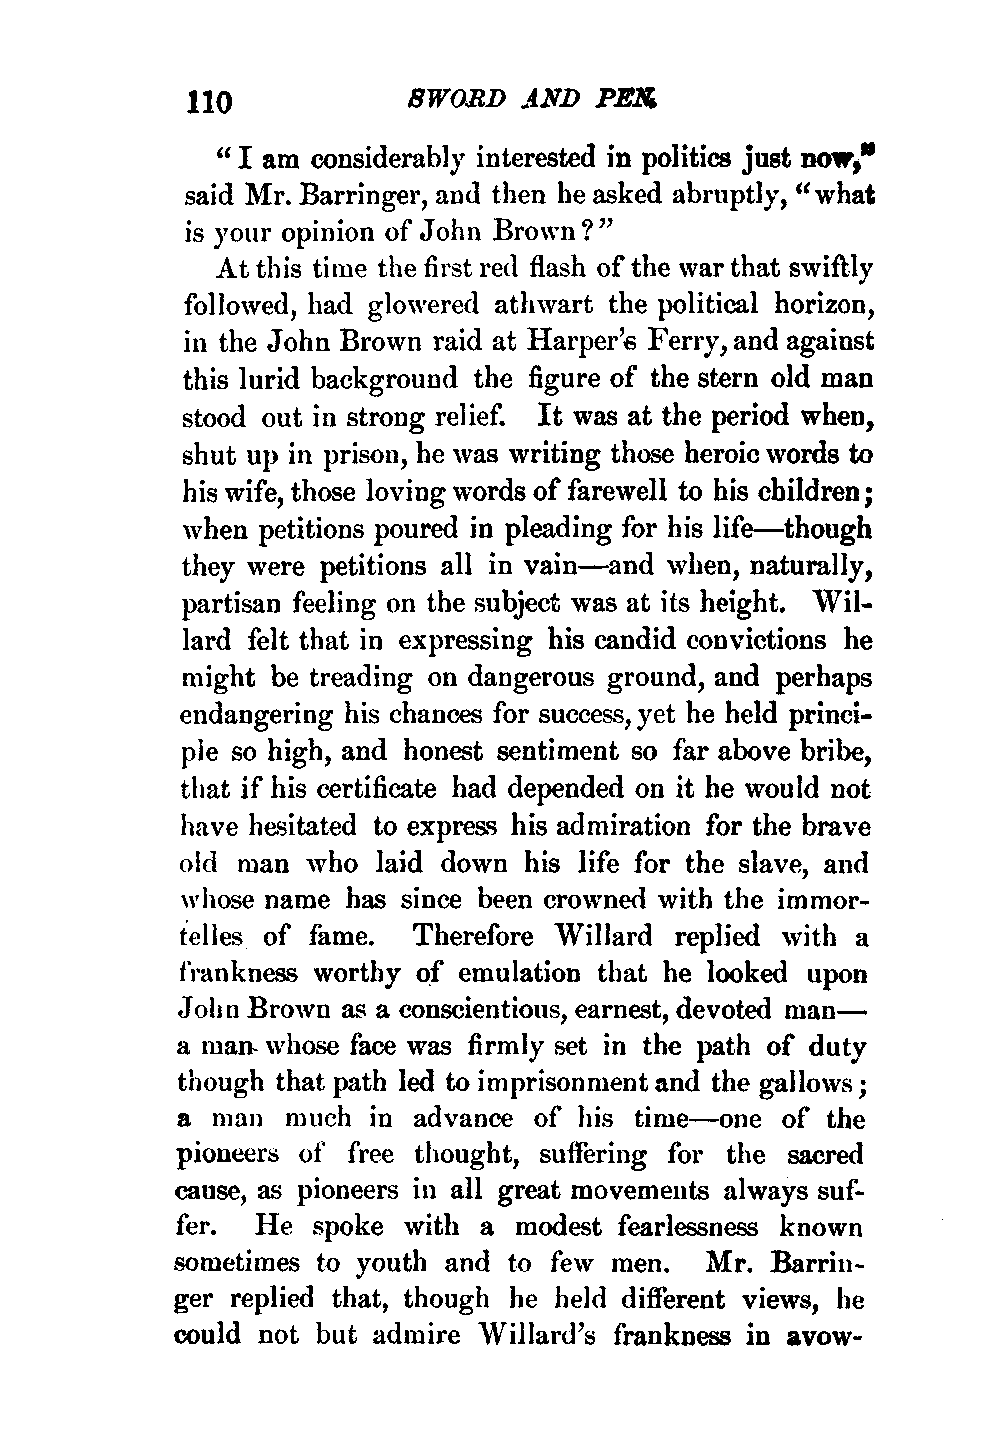 110 SWORD AND PEN.
“I am considerably interested in politics just now,”
said Mr. Barringer, and then he asked abruptly, “what
is your opinion of John Brown?”
At this time the first red flash of the war that swiftly
followed, had glowered athwart the political horizon,
in the John Brown raid at Harper’s Ferry, and against
this lurid background the figure of the stern old man
stood out in strong relief. It was at the period when,
shut up in prison, he was writing those heroic words to
his wife, those loving words of farewell to his children;
when petitions poured in pleading for his life—though
they were petitions all in vain—and when, naturally,
partisan feeling on the subject was at its height. Wil-
lard felt that in expressing his candid convictions he
might be treading on dangerous ground, and perhaps
endangering his chances for success, yet he held princi-
ple so high, and honest sentiment so far above bribe,
that if his certificate had depended on it he would not
have hesitated to express his admiration for the brave
old man who laid down his life for the slave, and
whose name has since been crowned with the immor-
telles of fame. Therefore Willard replied with a
frankness worthy of emulation that he looked upon
John Brown as a conscientious, earnest, devoted man—
a man whose face was firmly set in the path of duty
though that path led to imprisonment and the gallows;
a man much in advance of his time—one of the
pioneers of free thought, suffering for the sacred
cause, as pioneers in all great movements always suf-
fer. He spoke with a modest fearlessness known
sometimes to youth and to few men. Mr. Barrin-
ger replied that, though he held different views, he
could not but admire Willard’s frankness in avow-